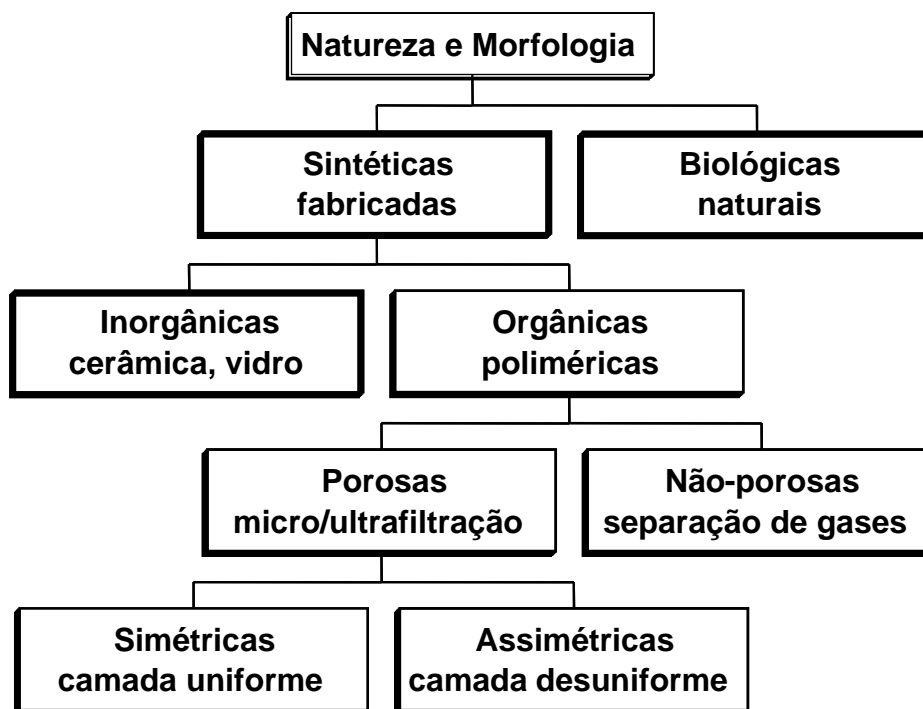 Natureza e Morfologia
Sintéticas
fabricadas
Biológicas
naturais
Inorgânicas
cerâmica, vidro
Orgânicas
poliméricas
Porosas
micro/ultrafiltração
Não-porosas
separação de gases
Simétricas
camada uniforme
Assimétricas
camada desuniforme